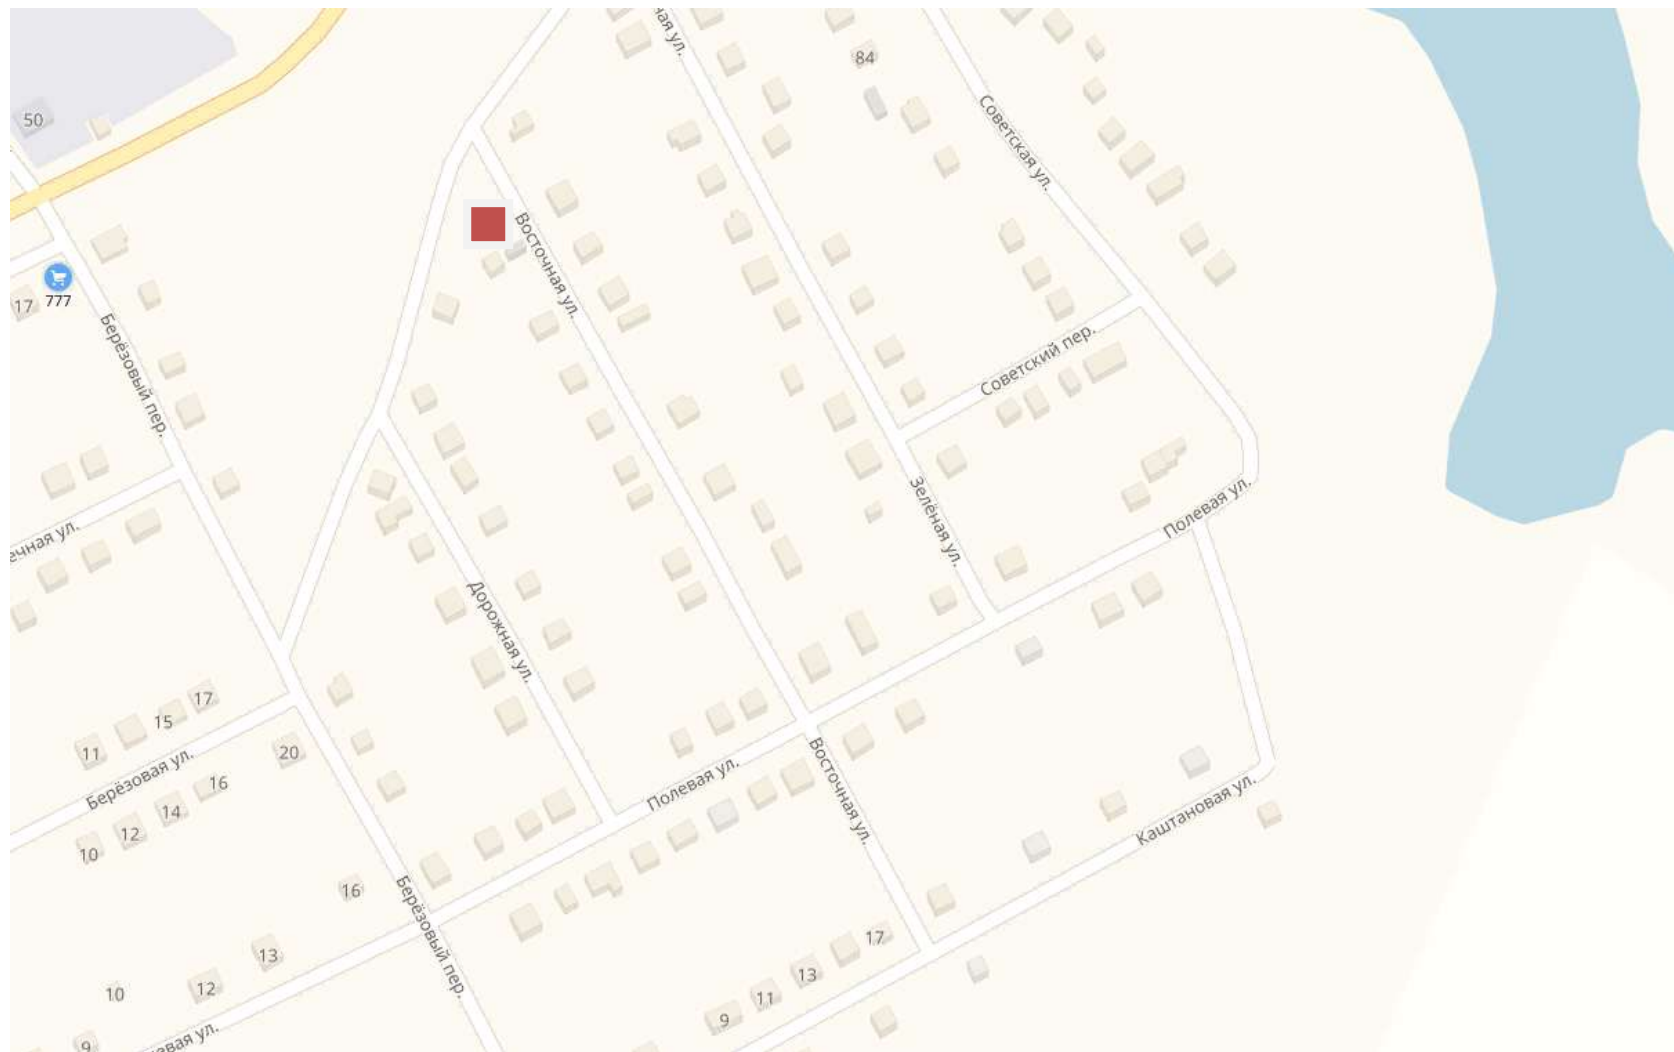 ная ул.
84
Советская ул.
50
Восточная ул.
17
777
Берёзовый пер.
Советский пер.
ечная ул.
Зелёная ул.
Полевая ул.
Дорожная ул.
17
15
11
20
Берёзовая ул.
16
14
12
10
Полевая ул.
Восточная ул.
Каштановая ул.
16
Берёзовый пер.
13
12
10
17
13
11
9
евая ул.
9